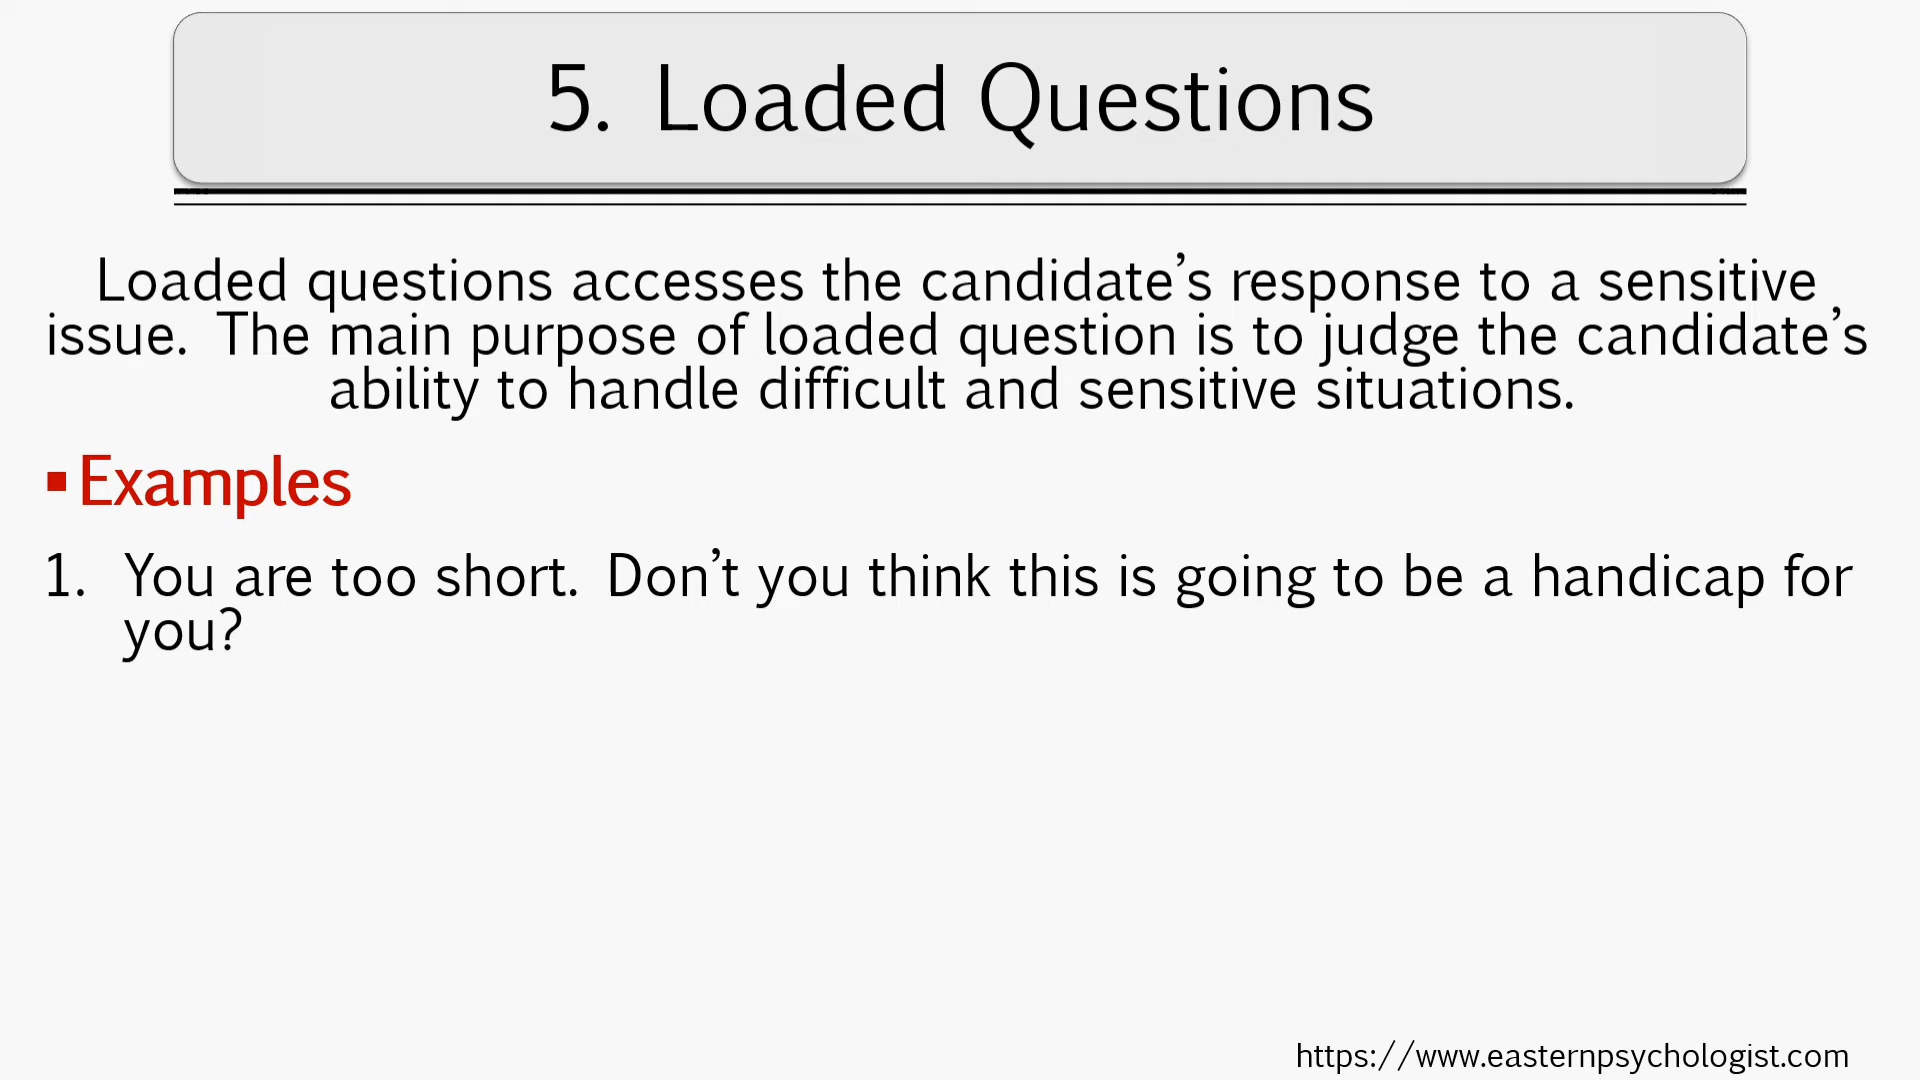 5. Loaded Questions
Loaded questions accesses the candidate’s response to a sensitive
issue. The main purpose of loaded question is to judge the candidate’s
ability to handle difficult and sensitive situations.
▪Examples
1. You are too short. Don’t you think this is going to be a handicap for
you?
https://www.easternpsychologist.com